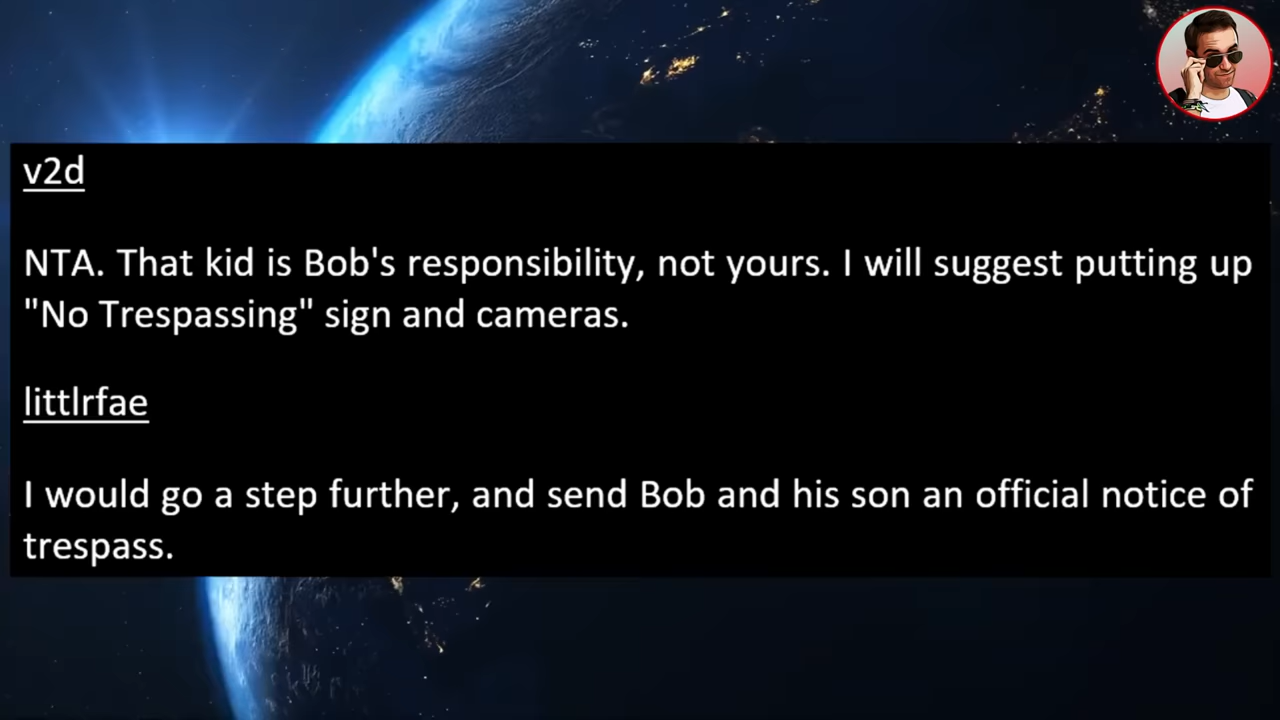 v2d
NTA. That kid is Bob's responsibility, not yours. I will suggest putting up
"No Trespassing" sign and cameras.
littlrfae
I would go a step further, and send Bob and his son an official notice of
trespass.